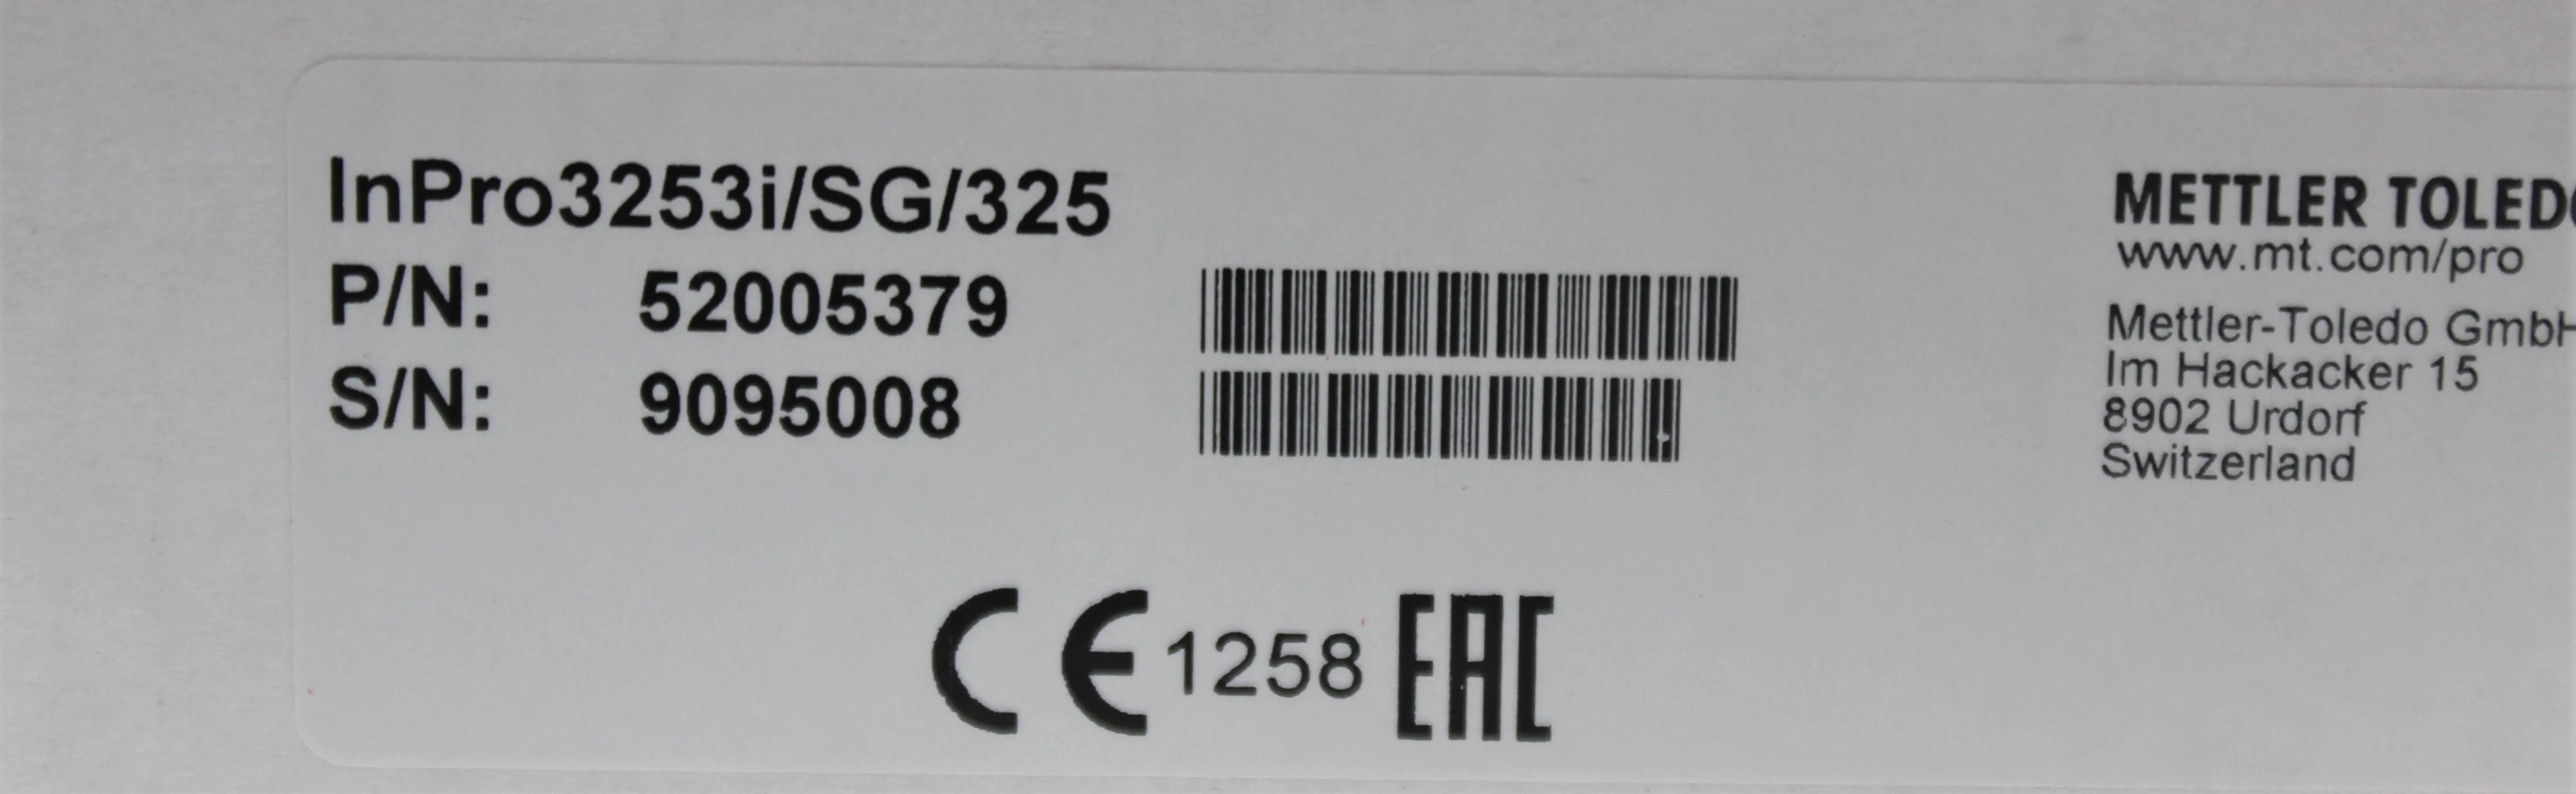 InPro3253i/SG/325
P/N: 52005379
S/N: 9095008
CE 1258 EAC
METTLER TOLEDO
www.mt.com/pro
Mettler-Toledo GmbH
Im Hackacker 15
8902 Urdorf
Switzerland